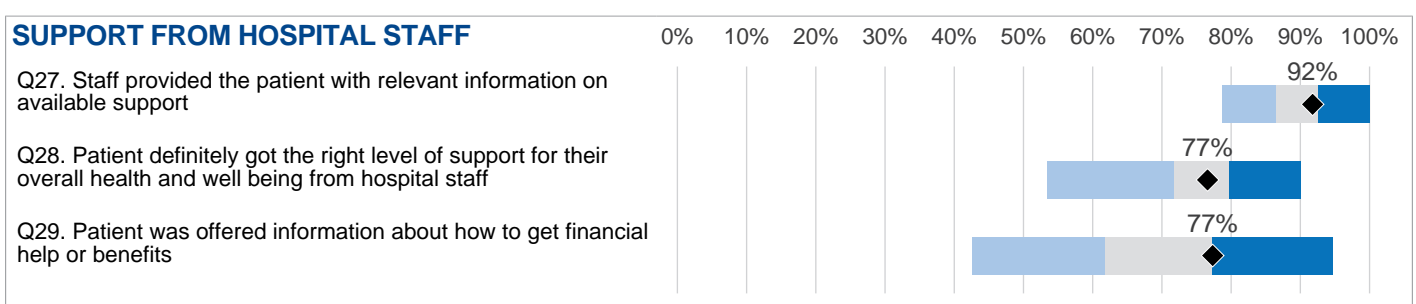 SUPPORT FROM HOSPITAL STAFF 0% 10% 20% 30% 40% 50% 60% 70% 80% 90% 100%
Q27. Staff provided the patient with relevant information on
available support
92%
Q28. Patient definitely got the right level of support for their
overall health and well being from hospital staff
77%
Q29. Patient was offered information about how to get financial
help or benefits
77%